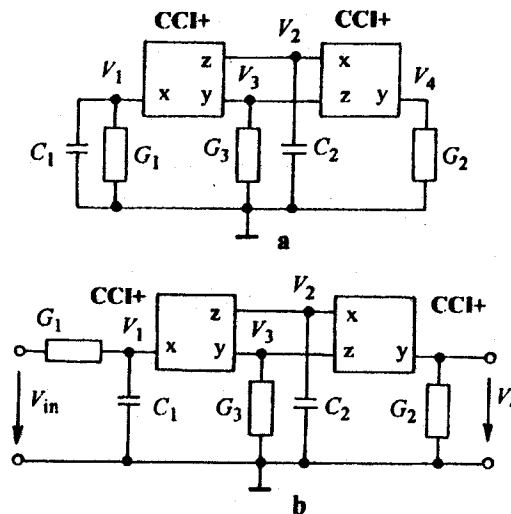 CCI+ CCI+
V2
V1 z V3 x V4
x y z y
C1 G1 G3 C2 G2
a
CCI+ V2 CCI+
G1 V1 z V3 x
x y z y
Vin C1 G3 C2 G2
b